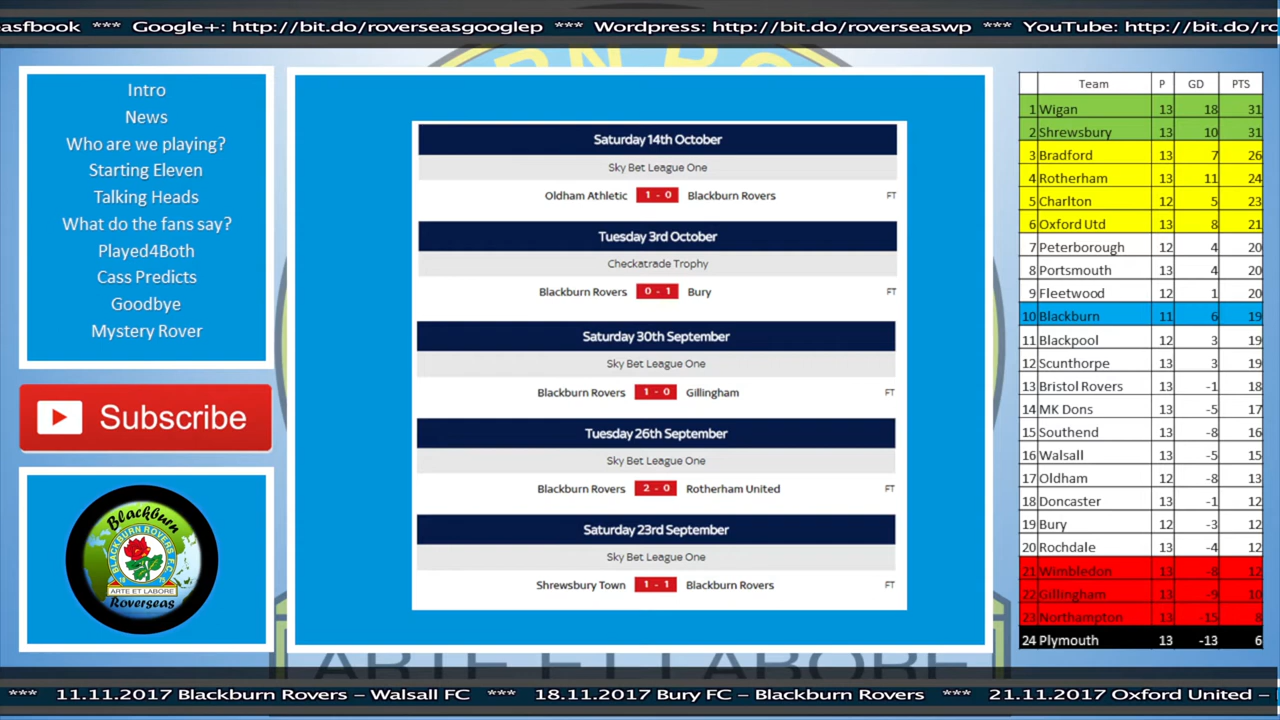 asfbook *** Google+: http://bit.do/roverseasgooglep *** Wordpress: http://bit.do/roverseaswp *** YouTube: http://bit.do/ro
Intro
News
Who are we playing?
Starting Eleven
Talking Heads
What do the fans say?
Played4Both
Cass Predicts
Goodbye
Mystery Rover
Subscribe
Blackburn
BLACKBURN ROVERS F.C.
18 75
ARTE ET LABORE
Roverseas
Saturday 14th October
Sky Bet League One
Oldham Athletic 1 - 0 Blackburn Rovers FT
Tuesday 3rd October
Checkatrade Trophy
Blackburn Rovers 0 - 1 Bury FT
Saturday 30th September
Sky Bet League One
Blackburn Rovers 1 - 0 Gillingham FT
Tuesday 26th September
Sky Bet League One
Blackburn Rovers 2 - 0 Rotherham United FT
Saturday 23rd September
Sky Bet League One
Shrewsbury Town 1 - 1 Blackburn Rovers FT
Team P GD PTS
1 Wigan 13 18 31
2 Shrewsbury 13 10 31
3 Bradford 13 7 26
4 Rotherham 13 11 24
5 Charlton 12 5 23
6 Oxford Utd 13 8 21
7 Peterborough 12 4 20
8 Portsmouth 13 4 20
9 Fleetwood 12 1 20
10 Blackburn 11 6 19
11 Blackpool 12 3 19
12 Scunthorpe 13 3 19
13 Bristol Rovers 13 -1 18
14 MK Dons 13 -5 17
15 Southend 13 -8 16
16 Walsall 13 -5 15
17 Oldham 12 -8 13
18 Doncaster 13 -1 12
19 Bury 12 -3 12
20 Rochdale 13 -4 12
21 Wimbledon 13 -8 12
22 Gillingham 13 -9 10
23 Northampton 13 -15 8
24 Plymouth 13 -13 6
ARTE ET LABORE
*** 11.11.2017 Blackburn Rovers – Walsall FC *** 18.11.2017 Bury FC – Blackburn Rovers *** 21.11.2017 Oxford United –